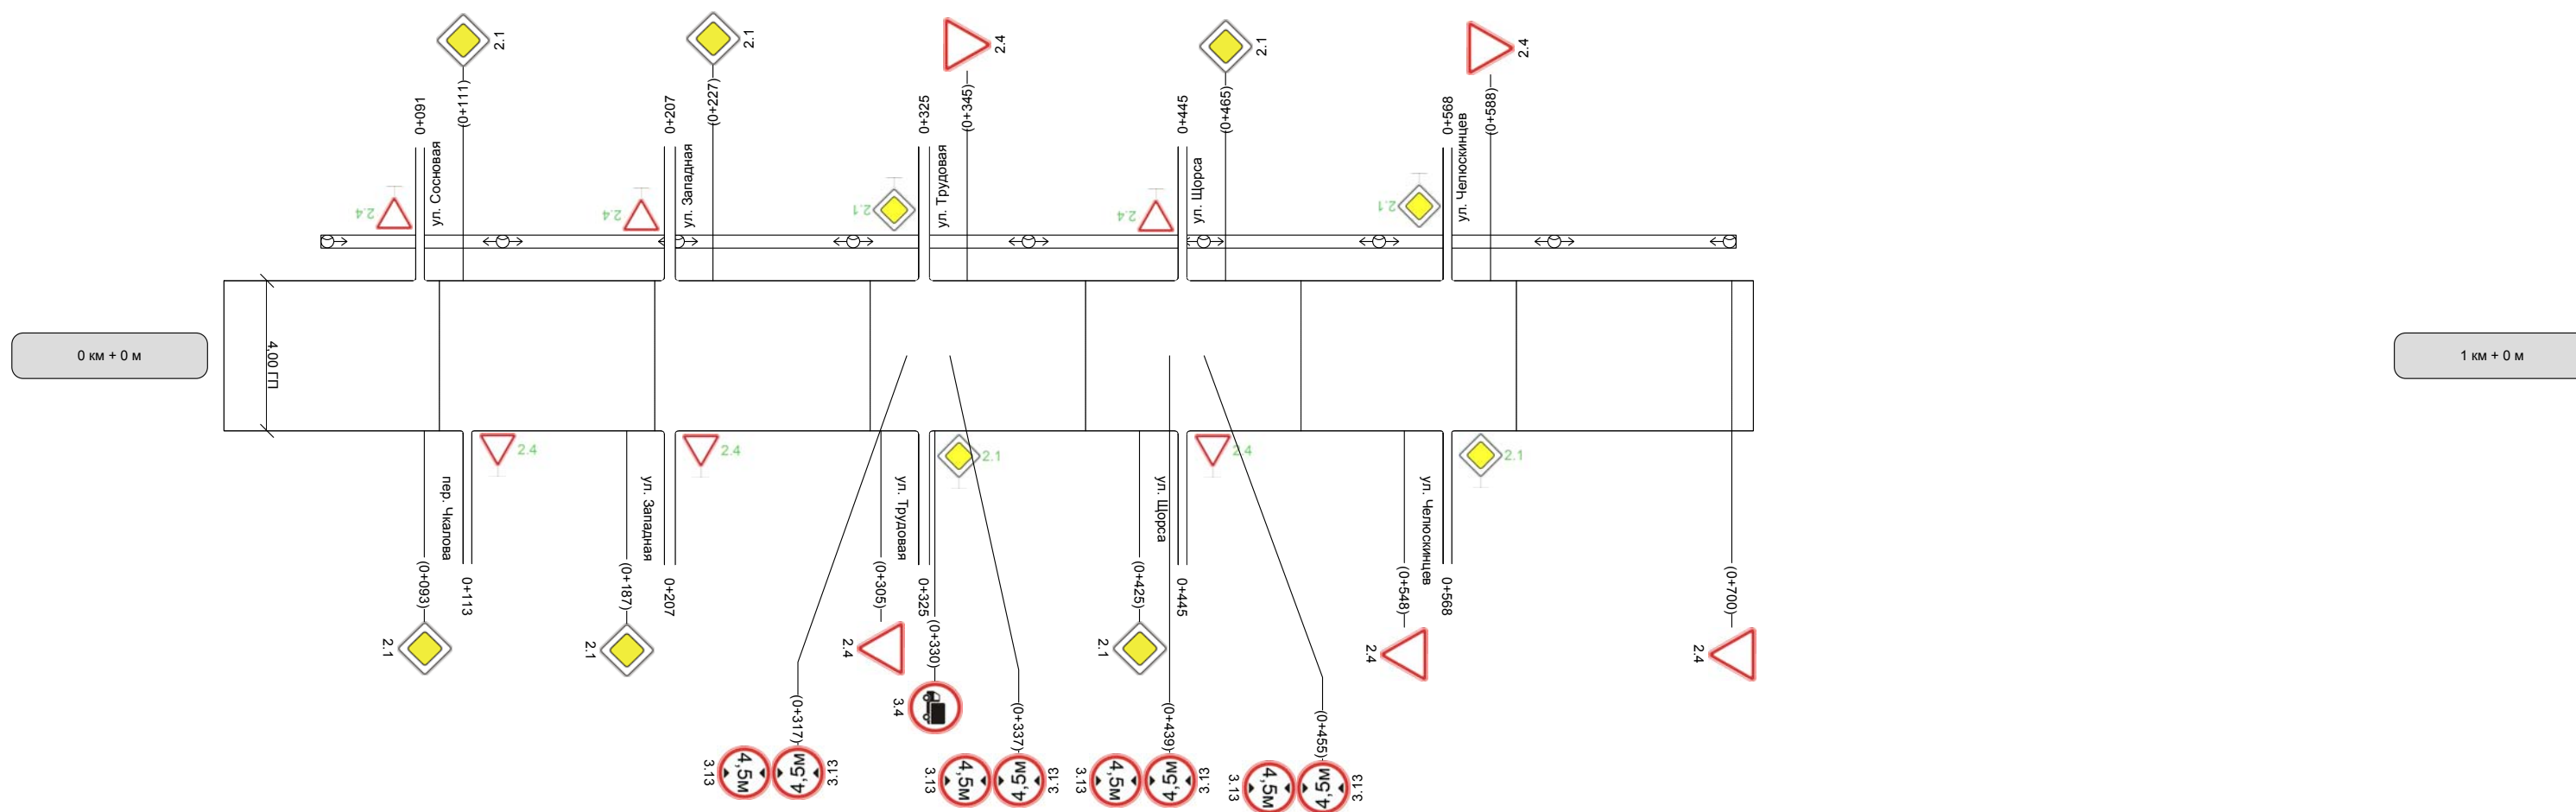 2.1
2.1
2.4
2.1
2.4
(0+111)
(0+227)
(0+345)
(0+465)
(0+588)
0+091
0+207
0+325
0+445
0+568
ул. Сосновая
ул. Западная
ул. Трудовая
ул. Щорса
ул. Челюскинцев
2.4
2.4
2.1
2.4
2.1
0 км + 0 м
4,00 ГП
1 км + 0 м
2.4
2.4
2.1
2.4
2.1
пер. Чкалова
ул. Западная
ул. Трудовая
ул. Щорса
ул. Челюскинцев
(0+093)
0+113
(0+187)
0+207
(0+305)
0+325
(0+330)
(0+425)
0+445
(0+548)
0+568
(0+700)
2.1
2.1
2.4
2.1
2.4
2.4
3.4
(0+317)
(0+337)
(0+439)
(0+455)
3.13
4,5м
4,5м
3.13
3.13
4,5м
4,5м
3.13
3.13
4,5м
4,5м
3.13
3.13
4,5м
4,5м
3.13